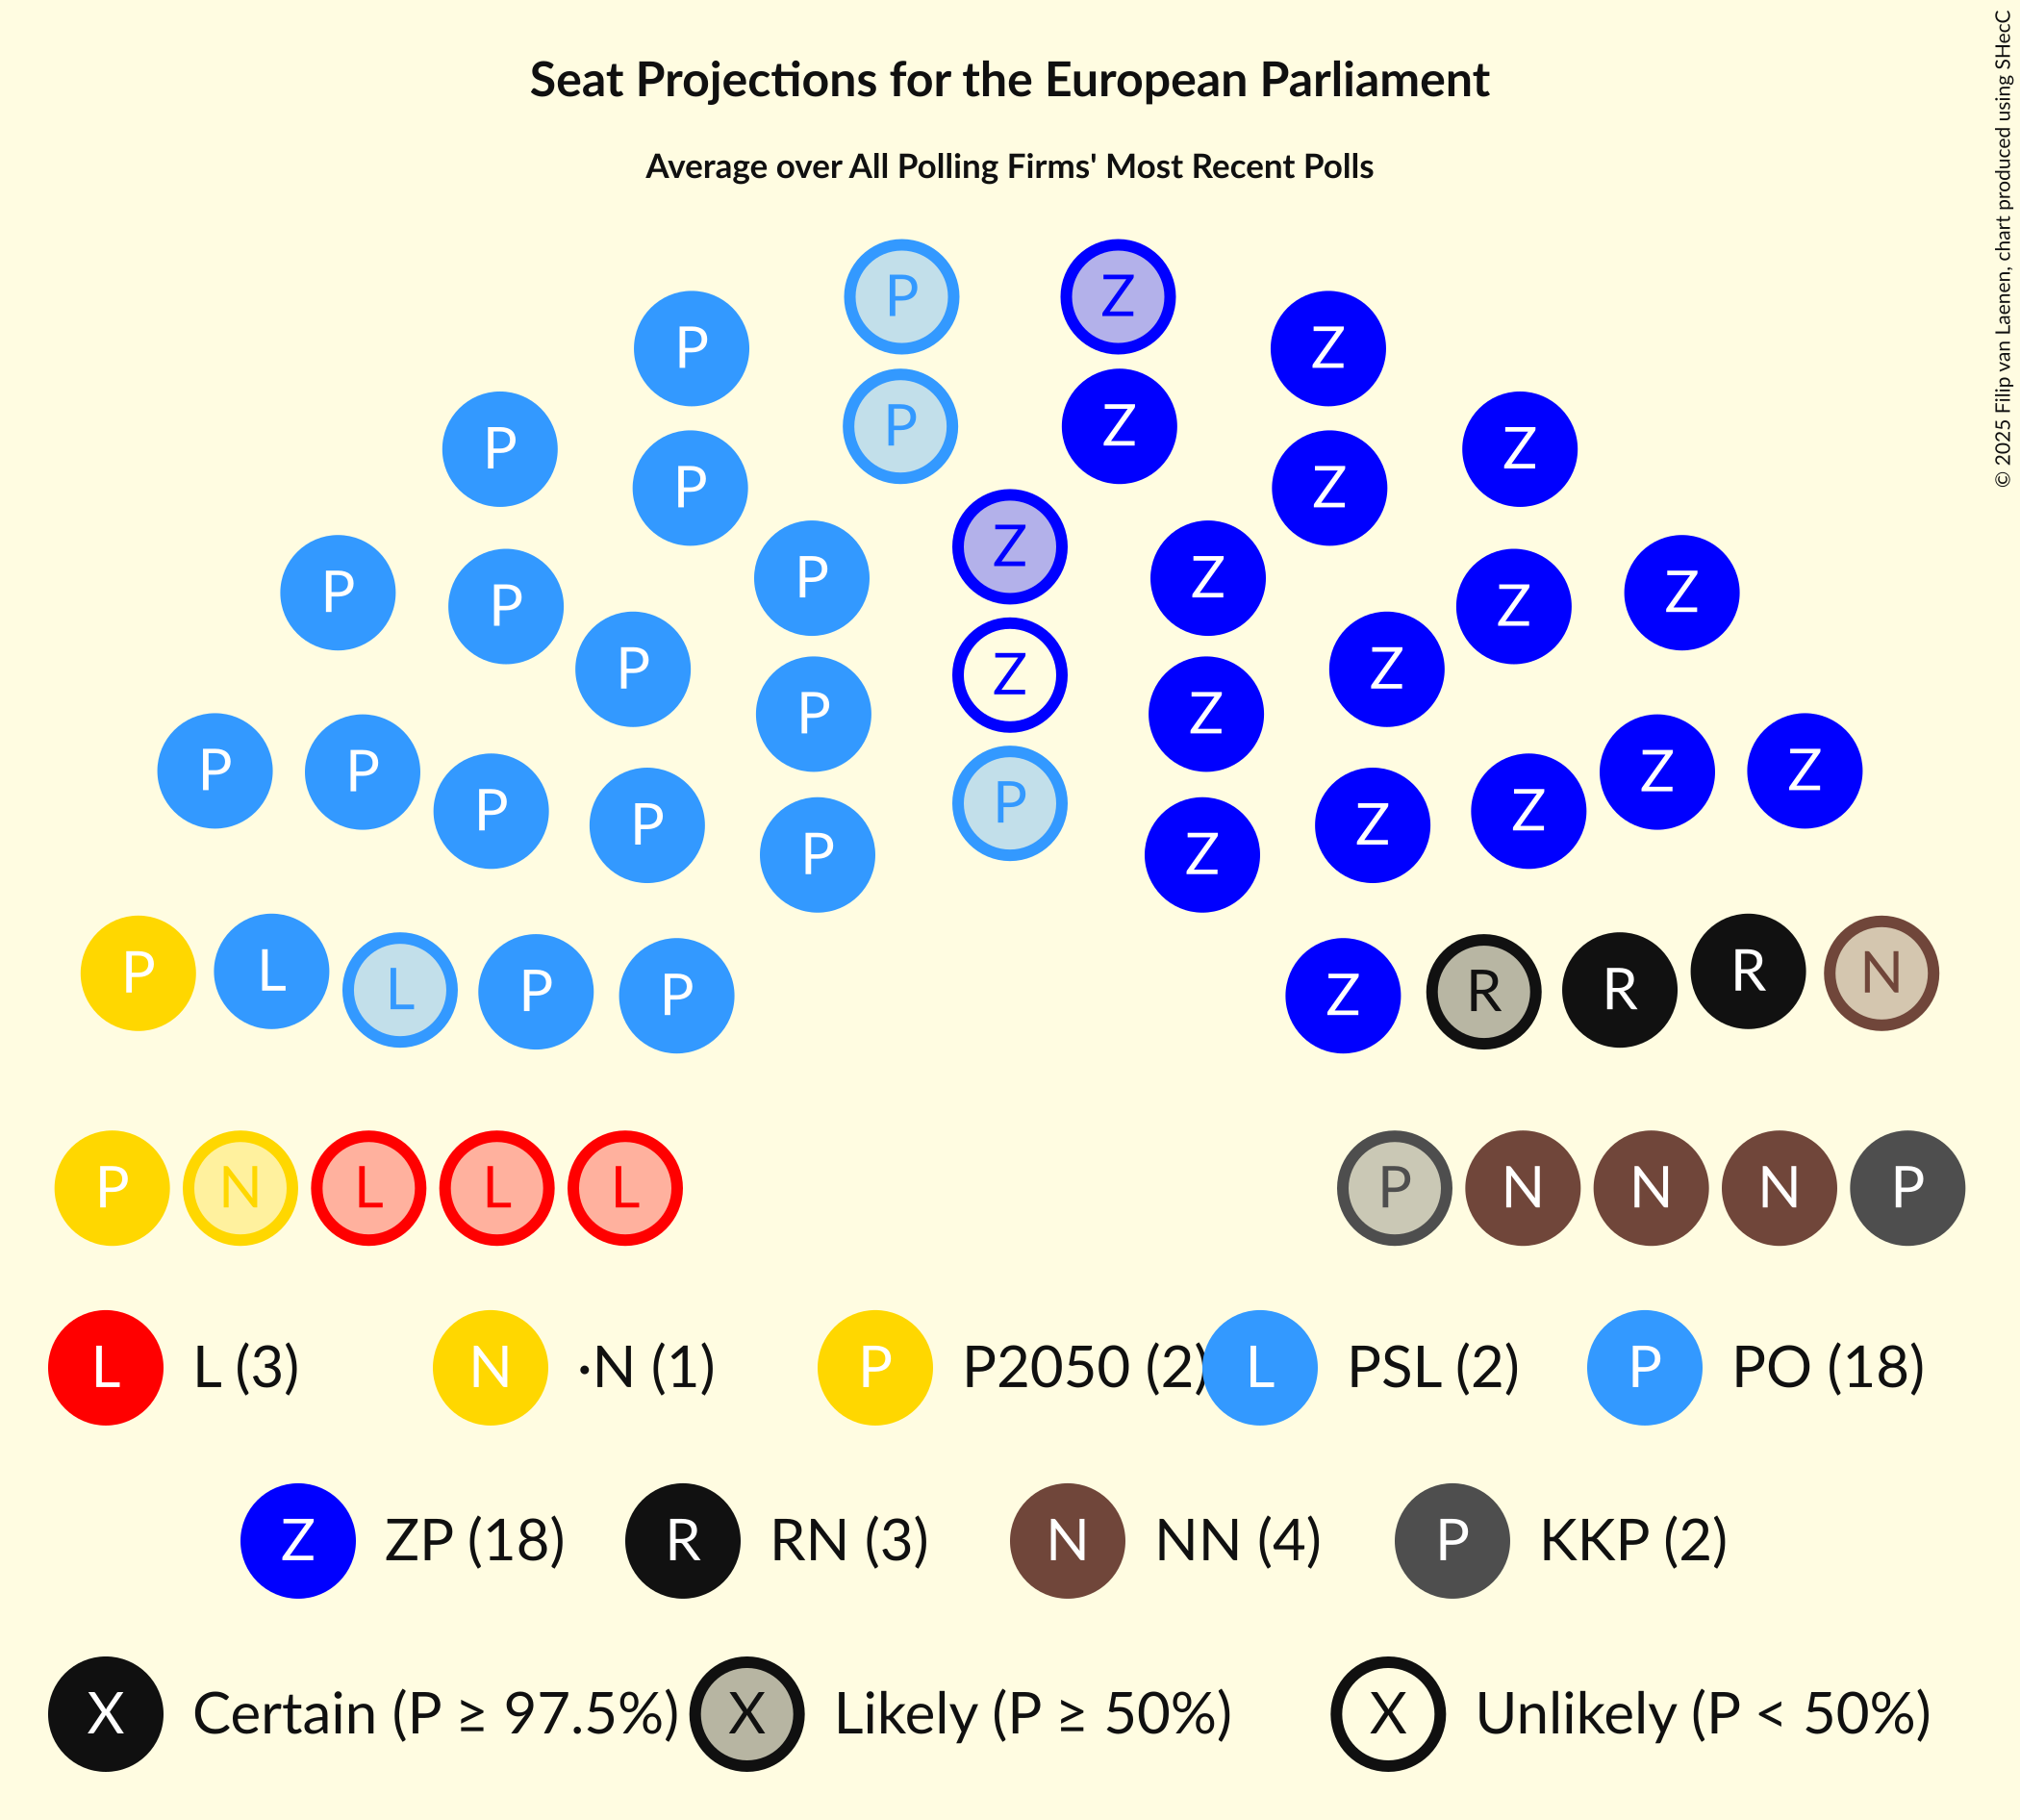 Seat Projections for the European Parliament
Average over All Polling Firms' Most Recent Polls
© 2025 Filip van Laenen, chart produced using SHecC
P Z
P Z
P Z
P Z
P Z
P Z
Z
P Z
P Z
P Z
P Z
Z
P Z
P Z
P Z
P Z
P
P Z
P Z
P Z
P L L P P Z R R R N
P N L L L P N N N P
L L (3) N ·N (1) P P2050 (2) L PSL (2) P PO (18)
Z ZP (18) R RN (3) N NN (4) P KKP (2)
X Certain (P ≥ 97.5%) X Likely (P ≥ 50%) X Unlikely (P < 50%)